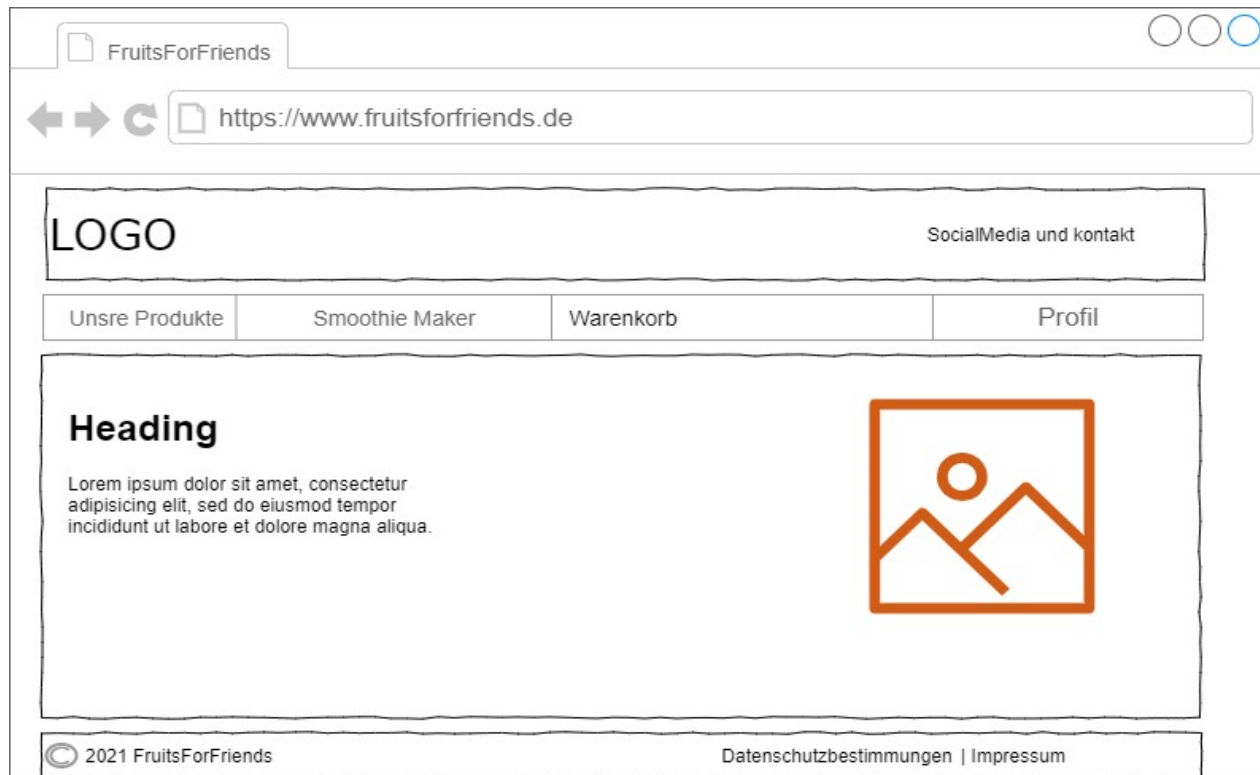 FruitsForFriends
https://www.fruitsforfriends.de
LOGO
SocialMedia und kontakt
Unsre Produkte
Smoothie Maker
Warenkorb
Profil
Heading
Lorem ipsum dolor sit amet, consectetur
adipisicing elit, sed do eiusmod tempor
incididunt ut labore et dolore magna aliqua.
© 2021 FruitsForFriends
Datenschutzbestimmungen | Impressum